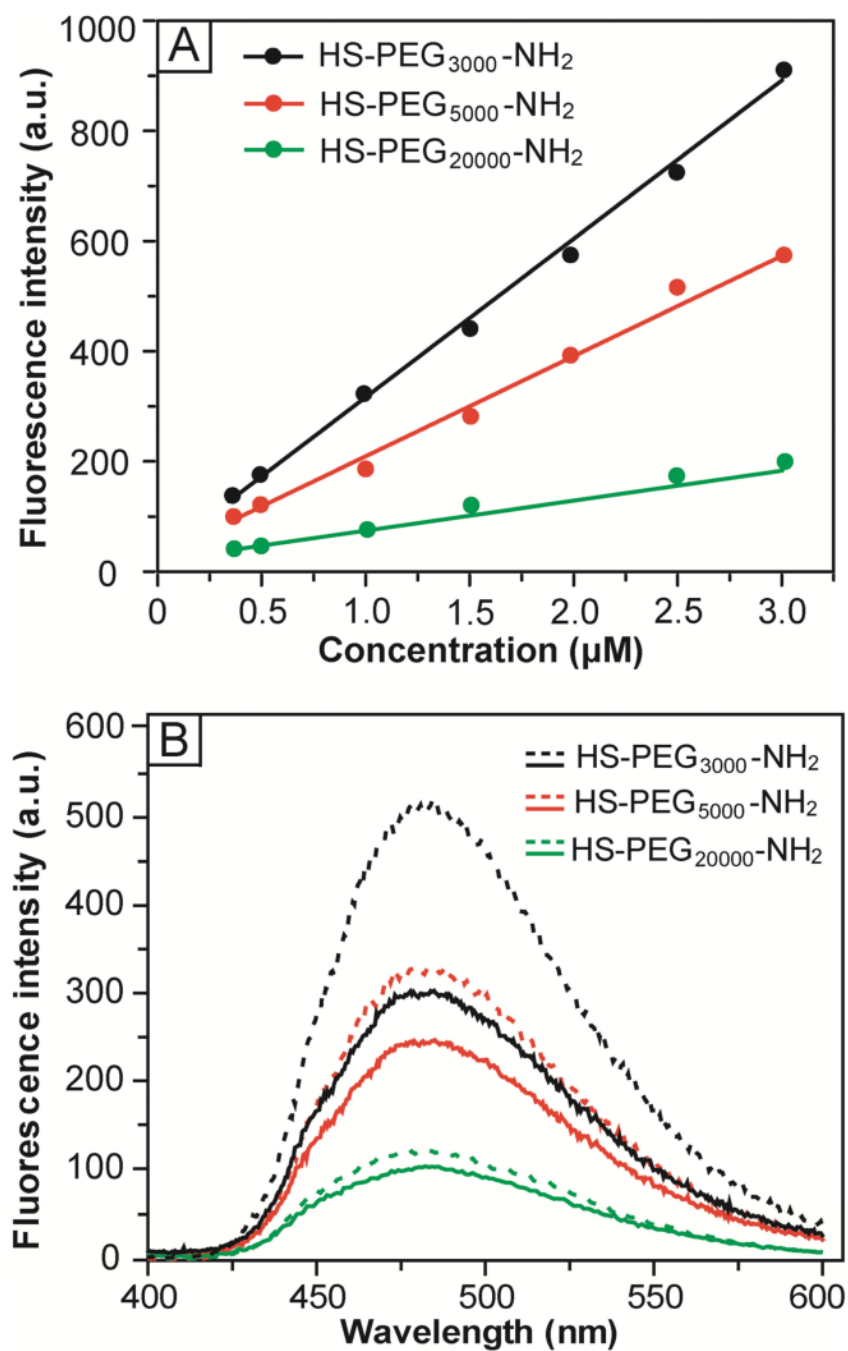 A
HS-PEG3000-NH2
HS-PEG5000-NH2
HS-PEG20000-NH2
Fluorescence intensity (a.u.)
1000
800
600
400
200
0
0 0.5 1.0 1.5 2.0 2.5 3.0
Concentration (µM)
B
HS-PEG3000-NH2
HS-PEG5000-NH2
HS-PEG20000-NH2
Fluorescence intensity (a.u.)
600
500
400
300
200
100
0
400 450 500 550 600
Wavelength (nm)